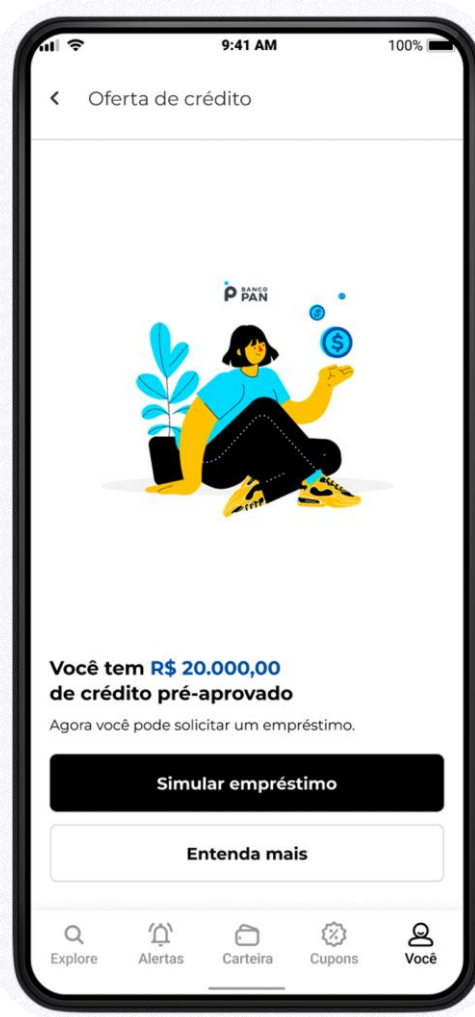 9:41 AM
100%
Oferta de crédito
BANCO
PAN
Você tem R$ 20.000,00
de crédito pré-aprovado
Agora você pode solicitar um empréstimo.
Simular empréstimo
Entenda mais
Explore
Alertas
Carteira
Cupons
Você